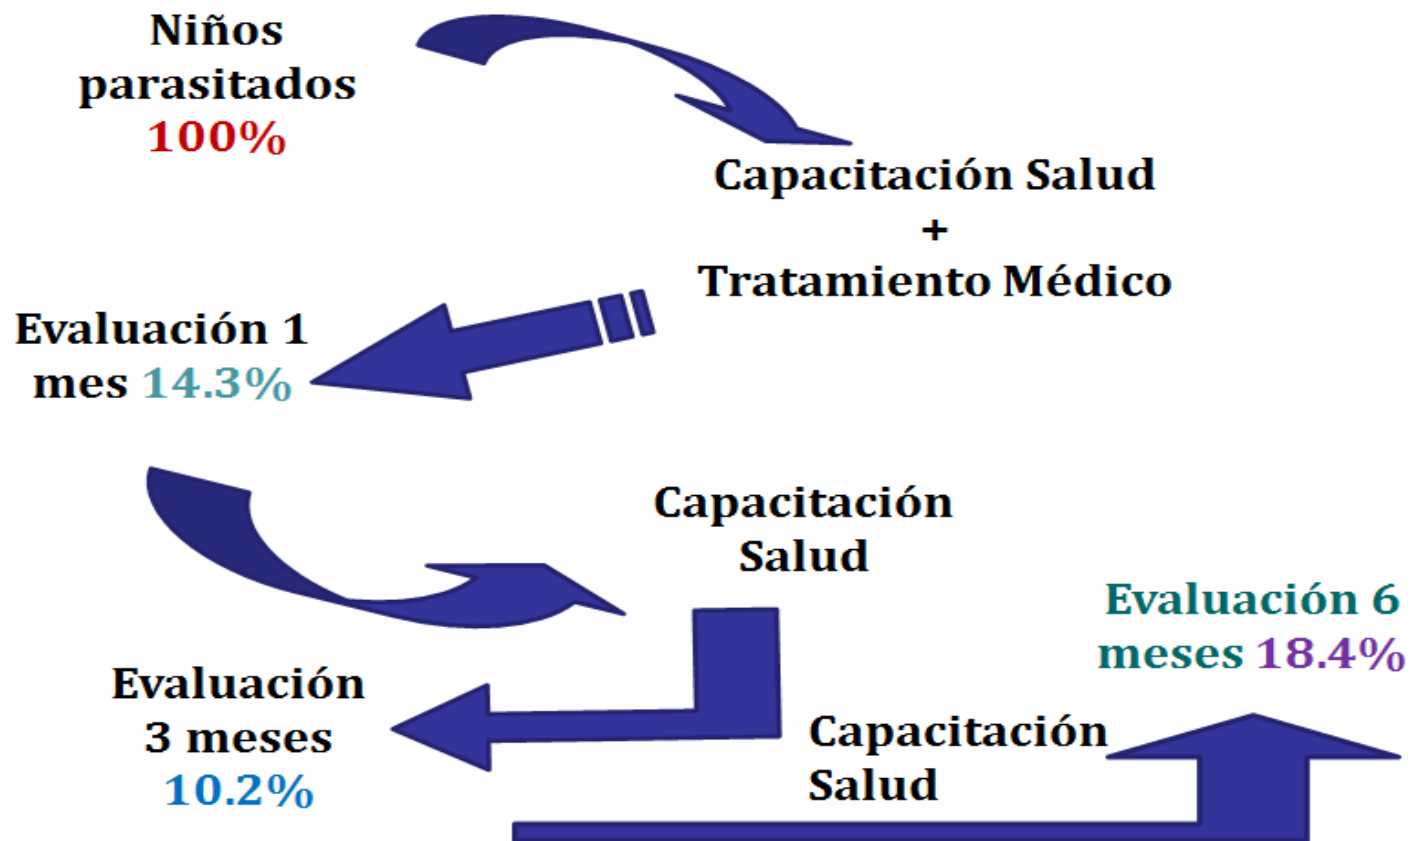 Niños
parasitados
100%
Capacitación Salud
+
Tratamiento Médico
Evaluación 1
mes 14.3%
Capacitación
Salud
Evaluación
3 meses
10.2%
Capacitación
Salud
Evaluación 6
meses 18.4%